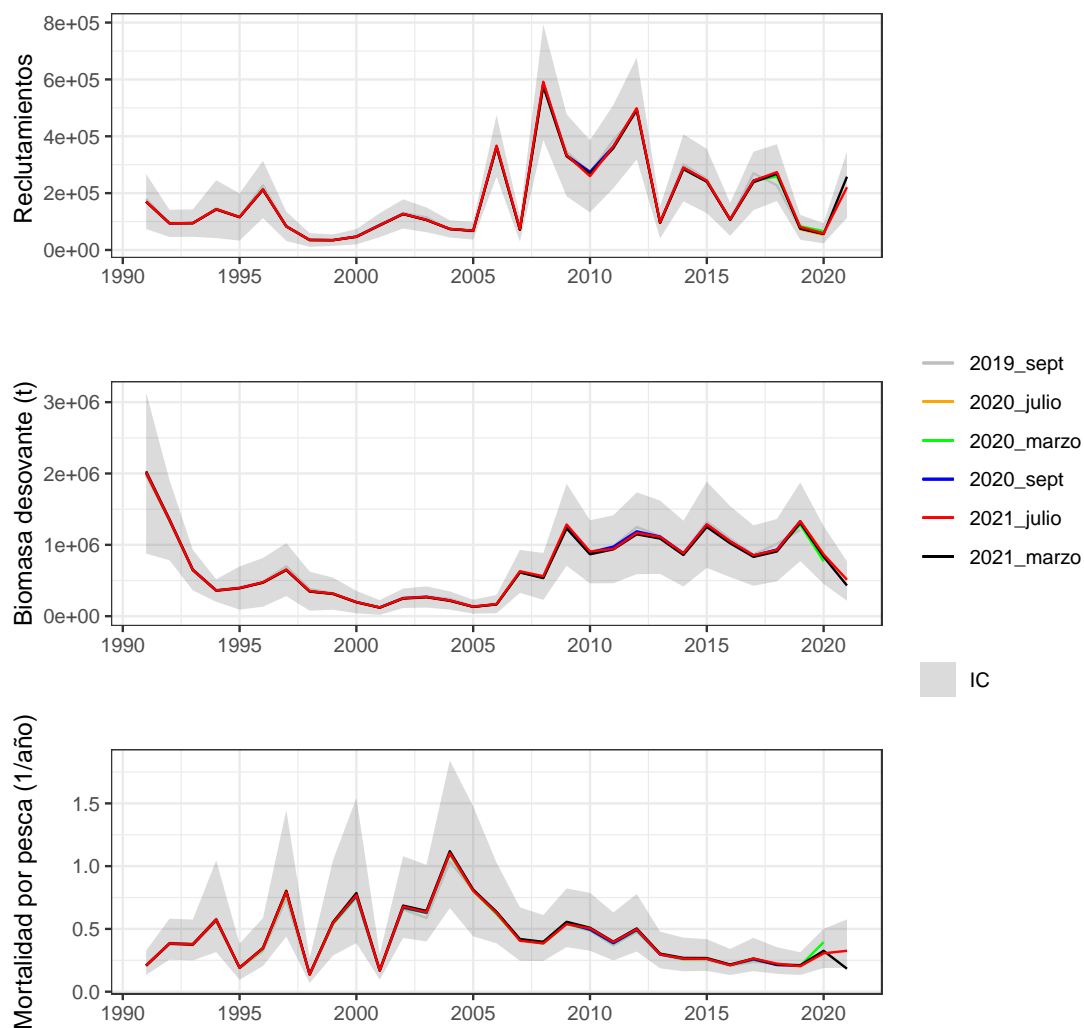 Reclutamientos
8e+05
6e+05
4e+05
2e+05
0e+00
1990 1995 2000 2005 2010 2015 2020
Biomasa desovante (t)
3e+06
2e+06
1e+06
0e+00
1990 1995 2000 2005 2010 2015 2020
2019_sept
2020_julio
2020_marzo
2020_sept
2021_julio
2021_marzo
IC
Mortalidad por pesca (1/año)
1.5
1.0
0.5
0.0
1990 1995 2000 2005 2010 2015 2020